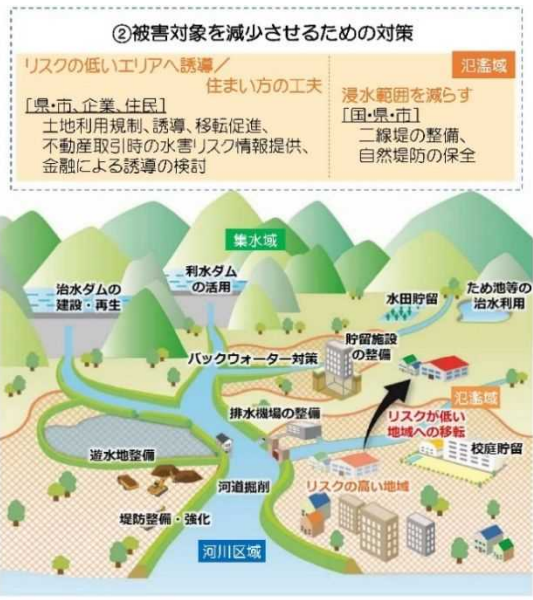 ②被害対象を減少させるための対策
リスクの低いエリアへ誘導／
住まい方の工夫
[県・市、企業、住民]
土地利用規制、誘導、移転促進、
不動産取引時の水害リスク情報提供、
金融による誘導の検討
氾濫域
浸水範囲を減らす
[国・県・市]
二線堤の整備、
自然堤防の保全
集水域
治水ダムの
建設・再生
利水ダム
の活用
水田貯留
ため池等の
治水利用
バックウォーター対策
貯留施設
の整備
氾濫域
排水機場の整備
リスクが低い
地域への移転
校庭貯留
遊水地整備
河道掘削
リスクの高い地域
堤防整備・強化
河川区域